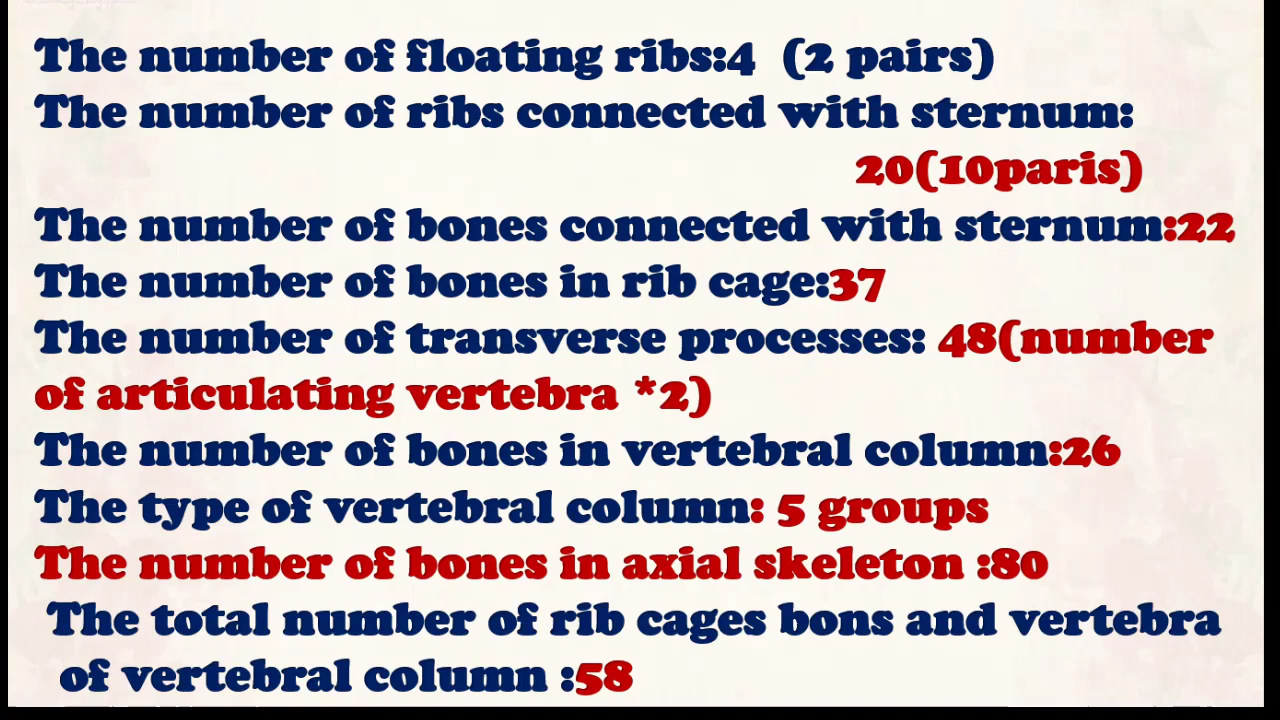 The number of floating ribs:4 (2 pairs)
The number of ribs connected with sternum:
20(10paris)
The number of bones connected with sternum:22
The number of bones in rib cage:37
The number of transverse processes: 48(number
of articulating vertebra *2)
The number of bones in vertebral column:26
The type of vertebral column: 5 groups
The number of bones in axial skeleton :80
The total number of rib cages bons and vertebra
of vertebral column :58